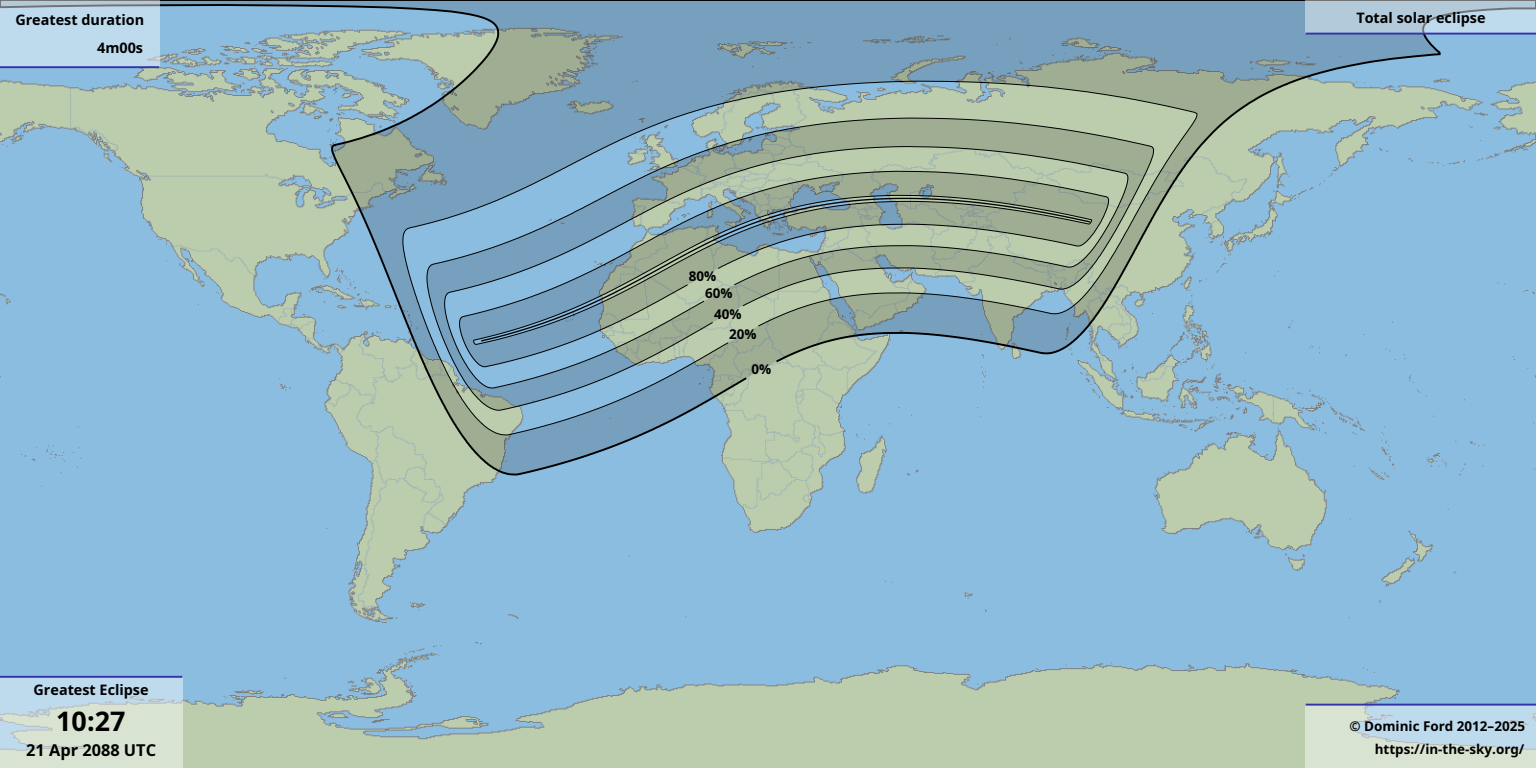 Greatest duration
4m00s
Total solar eclipse
80%
60%
40%
20%
0%
Greatest Eclipse
10:27
21 Apr 2088 UTC
© Dominic Ford 2012–2025
https://in-the-sky.org/